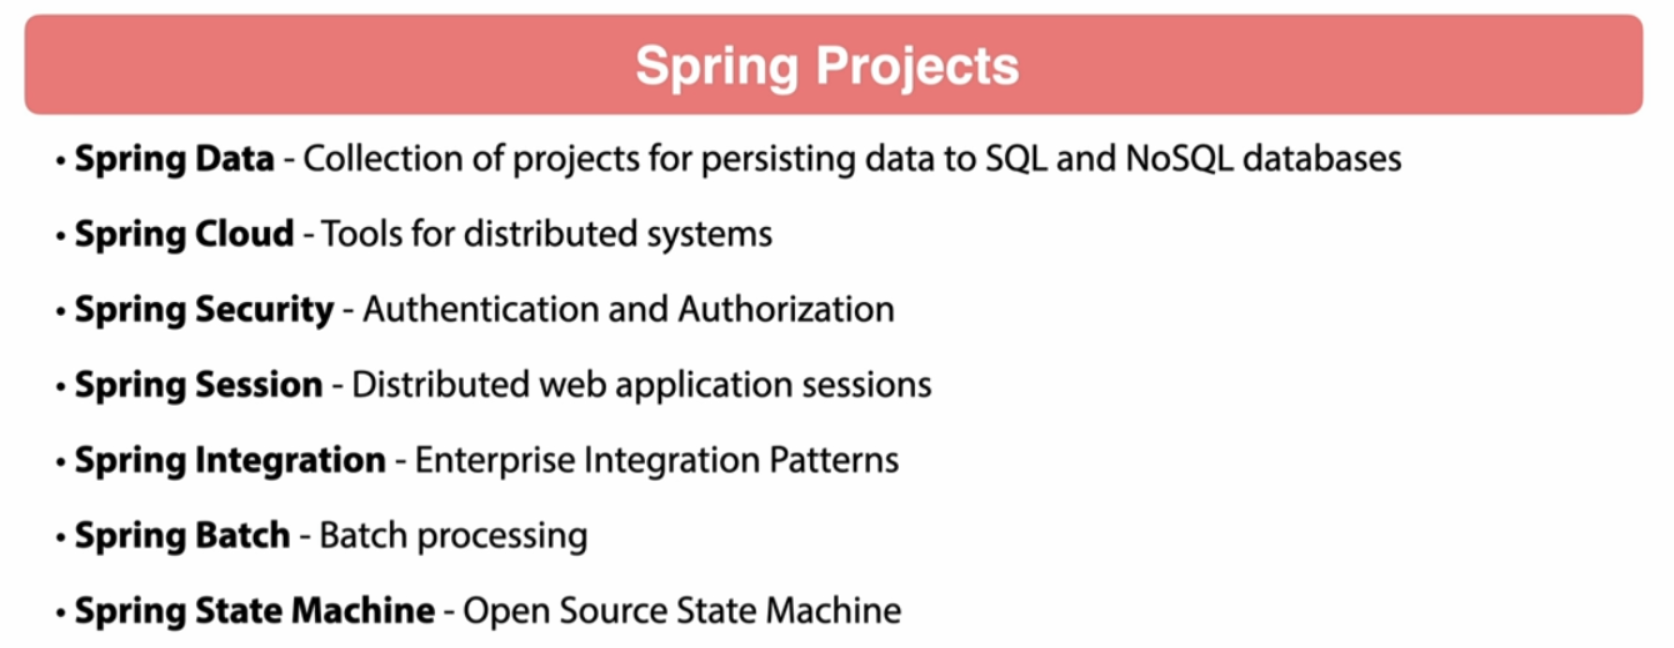 Spring Projects
• Spring Data - Collection of projects for persisting data to SQL and NoSQL databases
• Spring Cloud - Tools for distributed systems
• Spring Security - Authentication and Authorization
• Spring Session - Distributed web application sessions
• Spring Integration - Enterprise Integration Patterns
• Spring Batch - Batch processing
• Spring State Machine - Open Source State Machine